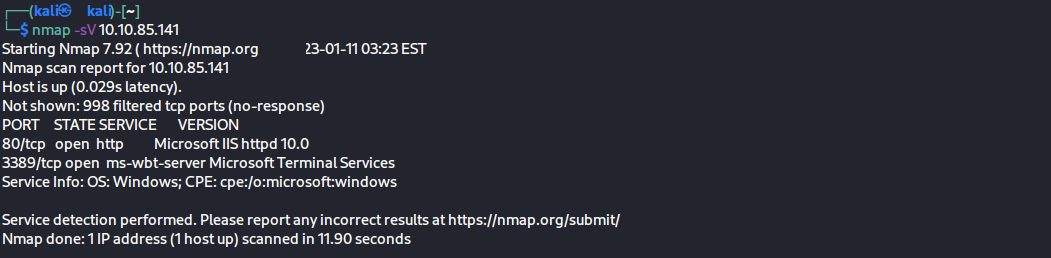 ┌──(kali㉿kali)-[~]
└─$ nmap -sV 10.10.85.141
Starting Nmap 7.92 ( https://nmap.org 23-01-11 03:23 EST
Nmap scan report for 10.10.85.141
Host is up (0.029s latency).
Not shown: 998 filtered tcp ports (no-response)
PORT STATE SERVICE VERSION
80/tcp open http Microsoft IIS httpd 10.0
3389/tcp open ms-wbt-server Microsoft Terminal Services
Service Info: OS: Windows; CPE: cpe:/o:microsoft:windows
Service detection performed. Please report any incorrect results at https://nmap.org/submit/
Nmap done: 1 IP address (1 host up) scanned in 11.90 seconds